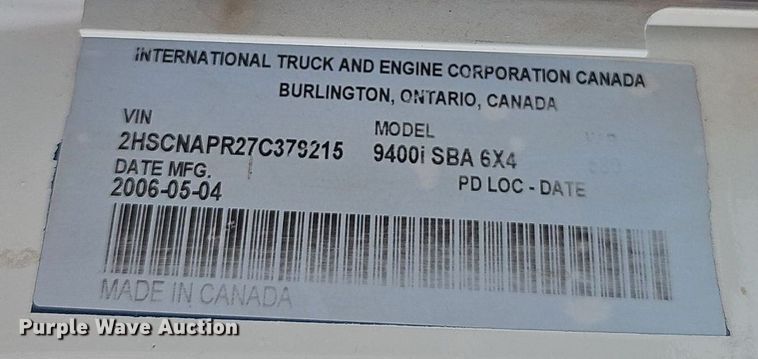 INTERNATIONAL TRUCK AND ENGINE CORPORATION CANADA
BURLINGTON, ONTARIO, CANADA
VIN MODEL
2HSCNAPR27C379215 9400i SBA 6X4
DATE MFG. PD LOC - DATE
2006-05-04
MADE IN CANADA
Purple Wave Auction